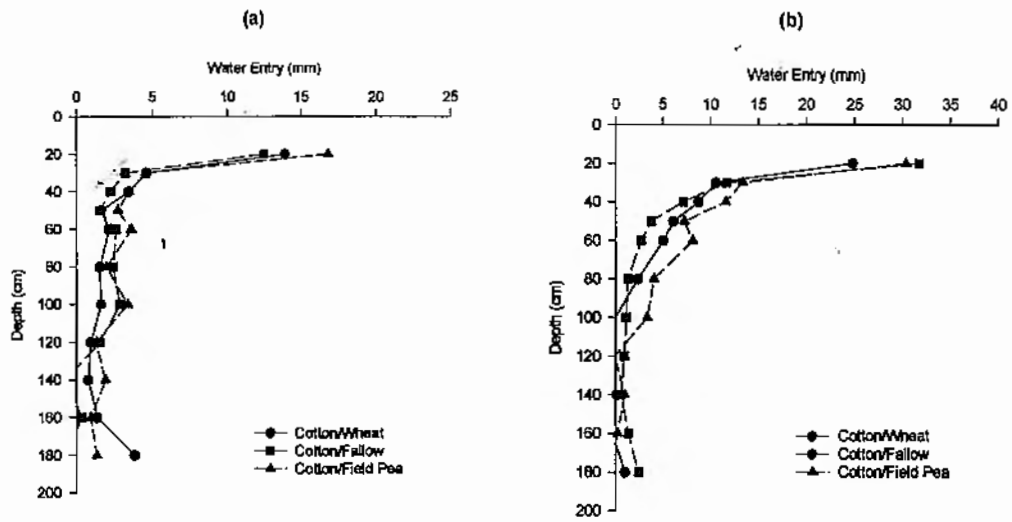 (a)
Water Entry (mm)
0 5 10 15 20 25
0
20
40
60
80
100
120
140
160
180
200
Depth (cm)
Cotton/Wheat
Cotton/Fallow
Cotton/Field Pea
(b)
Water Entry (mm)
0 5 10 15 20 25 30 35 40
0
20
40
60
80
100
120
140
160
180
200
Depth (cm)
Cotton/Wheat
Cotton/Fallow
Cotton/Field Pea